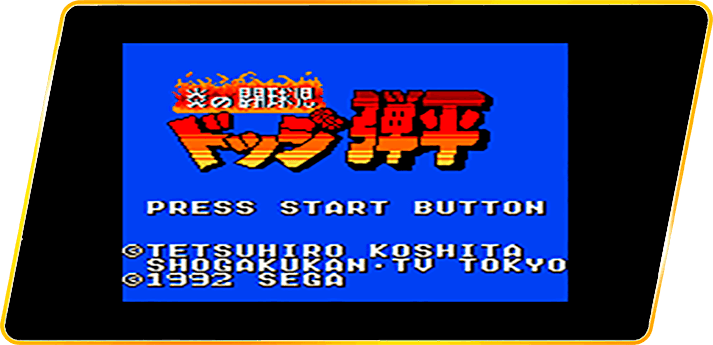 炎の闘球児
ドッジ弾平
PRESS START BUTTON
©TETSUHIRO KOSHITA
SHOGAKUKAN·TV TOKYO
©1992 SEGA